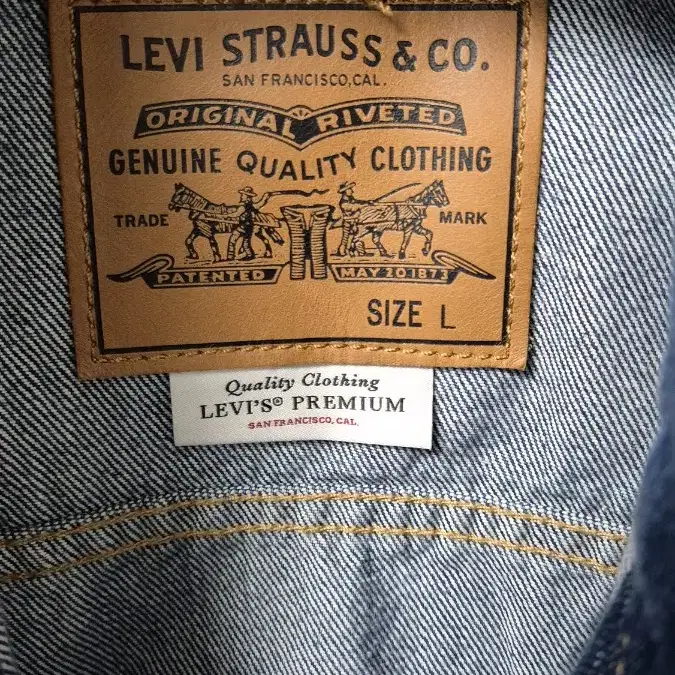 LEVI STRAUSS & CO.
SAN FRANCISCO, CAL.
ORIGINAL RIVETED
GENUINE QUALITY CLOTHING
TRADE MARK
PATENTED MAY 20 1873
SIZE L
Quality Clothing
LEVI'S® PREMIUM
SAN FRANCISCO, CAL.